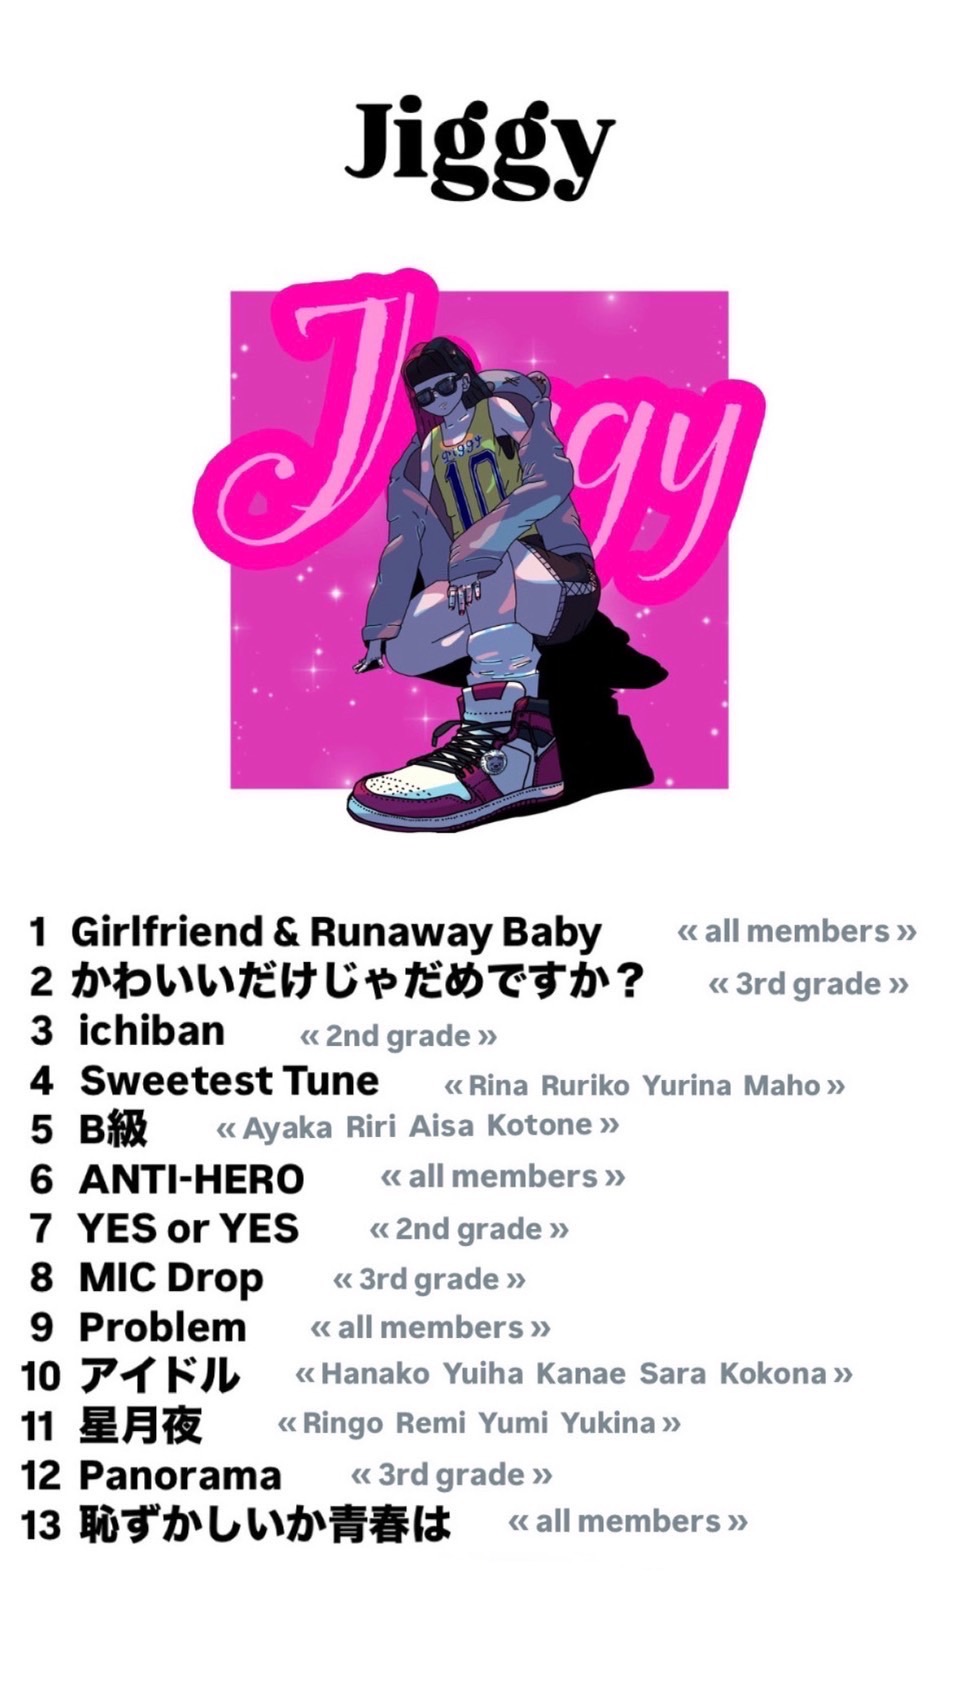 Jiggy
Jiggy
Jiggy
10
1 Girlfriend & Runaway Baby « all members »
2 かわいいだけじゃだめですか？ « 3rd grade »
3 ichiban « 2nd grade »
4 Sweetest Tune « Rina Ruriko Yurina Maho »
5 B級 « Ayaka Riri Aisa Kotone »
6 ANTI-HERO « all members »
7 YES or YES « 2nd grade »
8 MIC Drop « 3rd grade »
9 Problem « all members »
10 アイドル « Hanako Yuiha Kanae Sara Kokona »
11 星月夜 « Ringo Remi Yumi Yukina »
12 Panorama « 3rd grade »
13 恥ずかしいか青春は « all members »